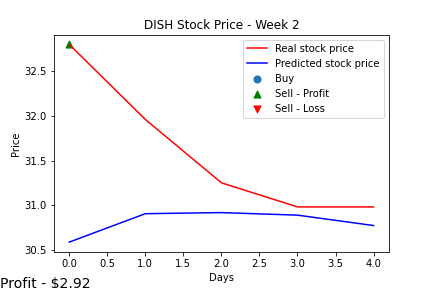 DISH Stock Price - Week 2
Real stock price
Predicted stock price
Buy
Sell - Profit
Sell - Loss
32.5
32.0
31.5
31.0
30.5
Price
0.0 0.5 1.0 1.5 2.0 2.5 3.0 3.5 4.0
Days
Profit - $2.92